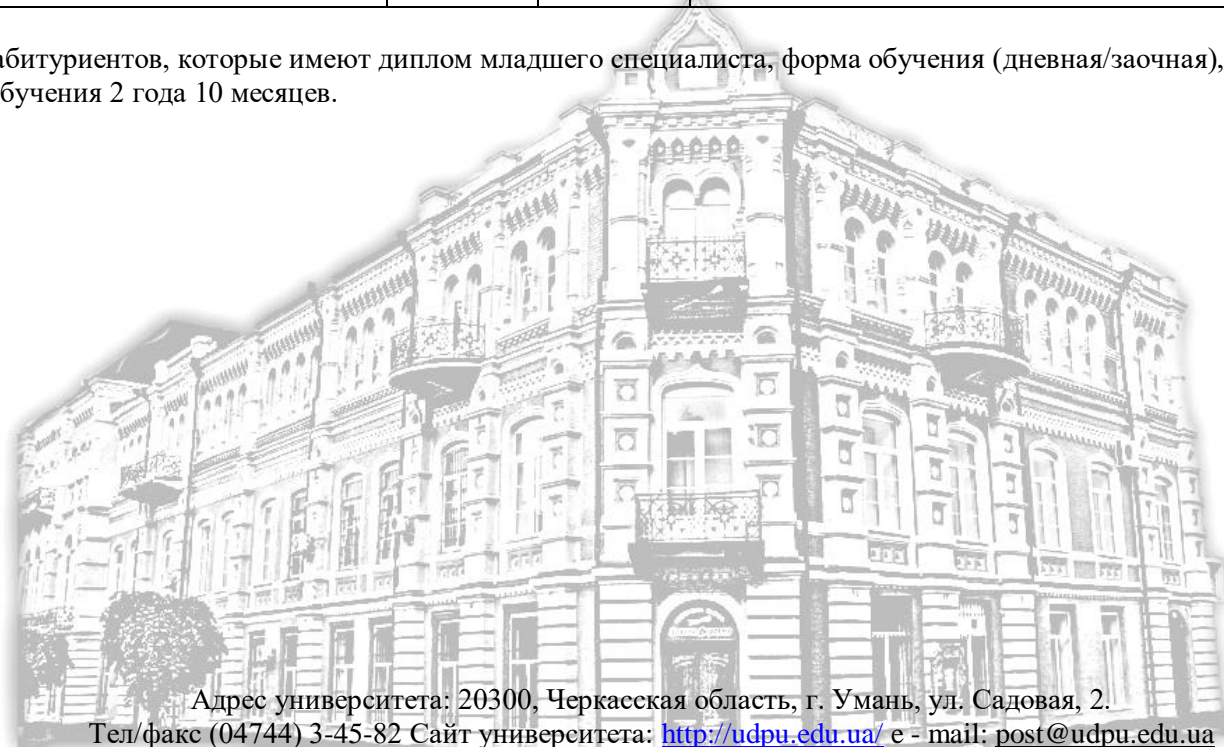 абитуриентов, которые имеют диплом младшего специалиста, форма обучения (дневная/заочная),
бучения 2 года 10 месяцев.
Адрес университета: 20300, Черкасская область, г. Умань, ул. Садовая, 2.
Тел/факс (04744) 3-45-82 Сайт университета: http://udpu.edu.ua/ e - mail: post@udpu.edu.ua